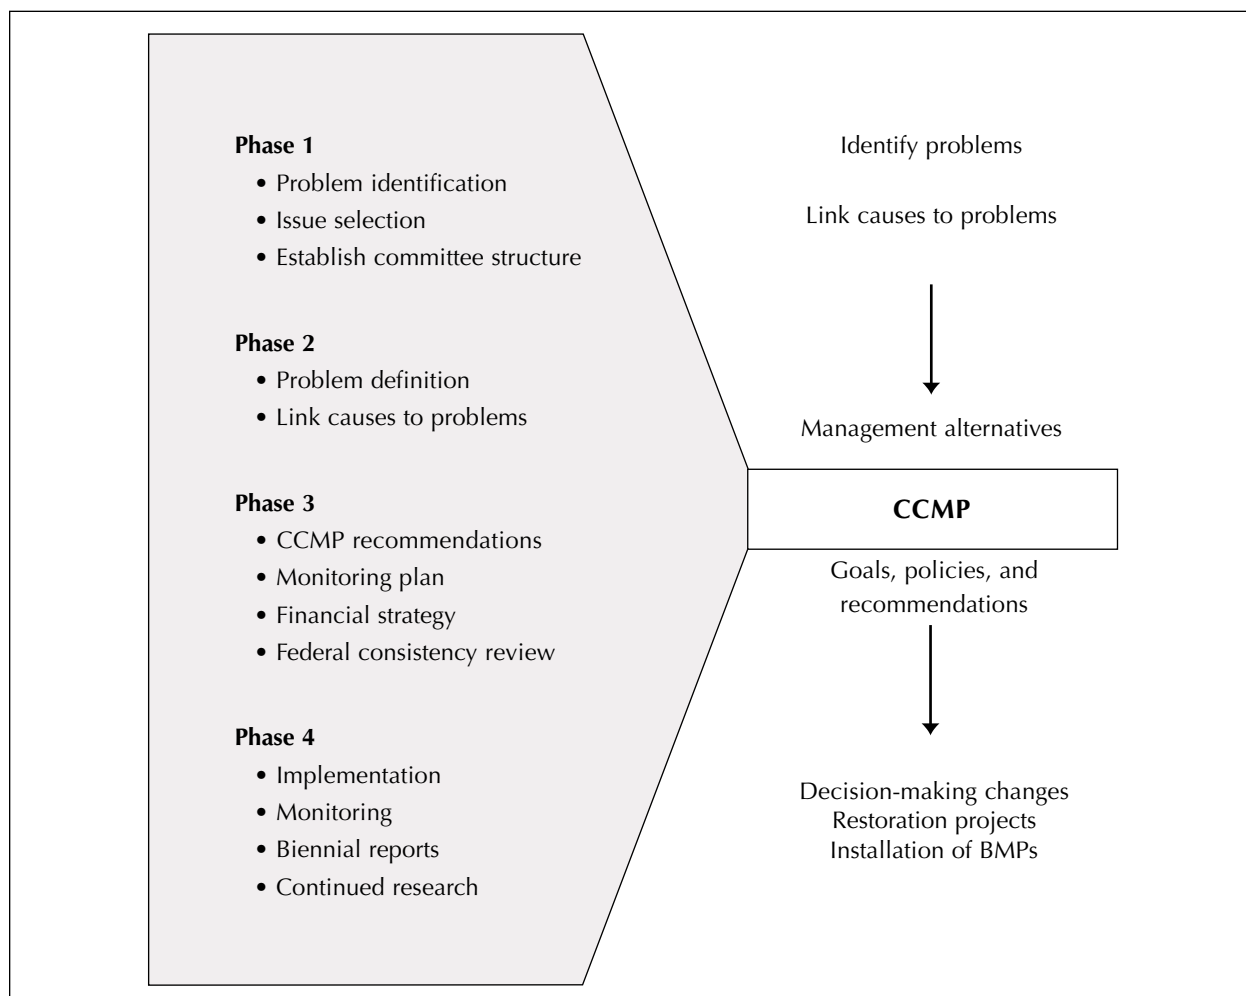 Phase 1
• Problem identification
• Issue selection
• Establish committee structure
Phase 2
• Problem definition
• Link causes to problems
Phase 3
• CCMP recommendations
• Monitoring plan
• Financial strategy
• Federal consistency review
Phase 4
• Implementation
• Monitoring
• Biennial reports
• Continued research
Identify problems
Link causes to problems
Management alternatives
CCMP
Goals, policies, and
recommendations
Decision-making changes
Restoration projects
Installation of BMPs